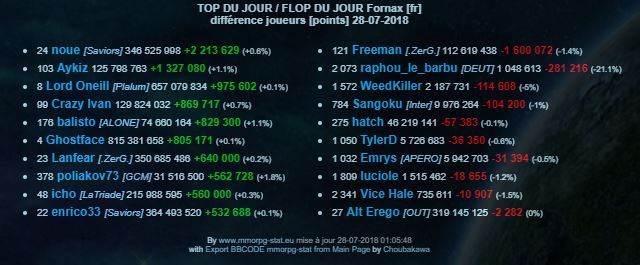 TOP DU JOUR / FLOP DU JOUR Fornax [fr]
différence joueurs [points] 28-07-2018
24 noue [Saviors] 346 525 998 +2 213 629 (+0.6%)
103 Aykiz 125 798 763 +1 327 080 (+1.1%)
8 Lord Oneill [Plalum] 657 079 834 +975 602 (+0.1%)
99 Crazy Ivan 129 824 032 +869 717 (+0.7%)
176 balisto [ALONE] 74 660 164 +829 300 (+1.1%)
4 Ghostface 815 381 658 +805 171 (+0.1%)
23 Lanfear [.ZerG.] 350 685 486 +640 000 (+0.2%)
378 poliakov73 [GCM] 31 516 500 +562 728 (+1.8%)
48 icho [LaTriade] 215 988 595 +560 000 (+0.3%)
22 enrico33 [Saviors] 364 493 520 +532 688 (+0.1%)
121 Freeman [.ZerG.] 112 619 438 -1 600 072 (-1.4%)
2 073 raphou_le_barbu [DEUT] 1 048 613 -281 216 (-21.1%)
1 572 WeedKiller 2 187 731 -114 608 (-5%)
784 Sangoku [Inter] 9 976 264 -104 200 (-1%)
275 hatch 46 219 141 -57 383 (-0.1%)
1 050 TylerD 5 726 683 -36 350 (-0.6%)
1 032 Emrys [APERO] 5 942 703 -31 394 (-0.5%)
1 809 luciole 1 515 462 -18 655 (-1.2%)
2 341 Vice Hale 735 611 -10 907 (-1.5%)
27 Alt Erego [OUT] 319 145 125 -2 282 (0%)
By www.mmorpg-stat.eu mise à jour 28-07-2018 01:05:48
with Export BBCODE mmorpg-stat from Main Page by Choubakawa